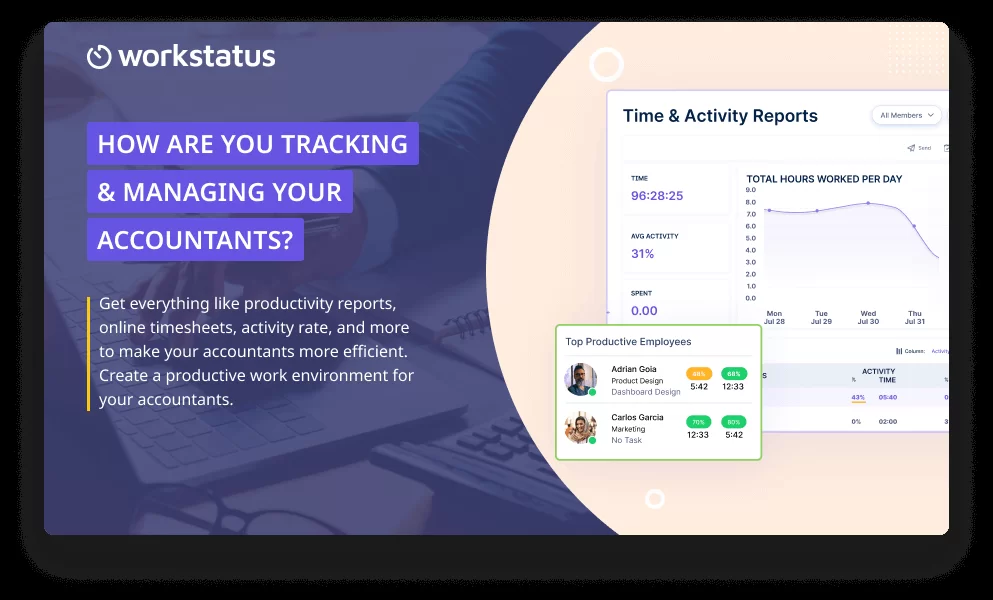 workstatus
HOW ARE YOU TRACKING
& MANAGING YOUR
ACCOUNTANTS?
Get everything like productivity reports,
online timesheets, activity rate, and more
to make your accountants more efficient.
Create a productive work environment for
your accountants.
Time & Activity Reports
All Members
Send
TIME
96:28:25
AVG ACTIVITY
31%
SPENT
0.00
TOTAL HOURS WORKED PER DAY
9.0
8.0
7.0
6.0
5.0
4.0
3.0
2.0
1.0
0.0
Mon Tue Wed Thu
Jul 28 Jul 29 Jul 30 Jul 31
Column: Activity
S ACTIVITY
% TIME %
43% 05:40 0
0% 02:00 3
Top Productive Employees
Adrian Goia
Product Design
Dashboard Design
68%
5:42 12:33
Carlos Garcia
Marketing
No Task
70%
12:33 5:42